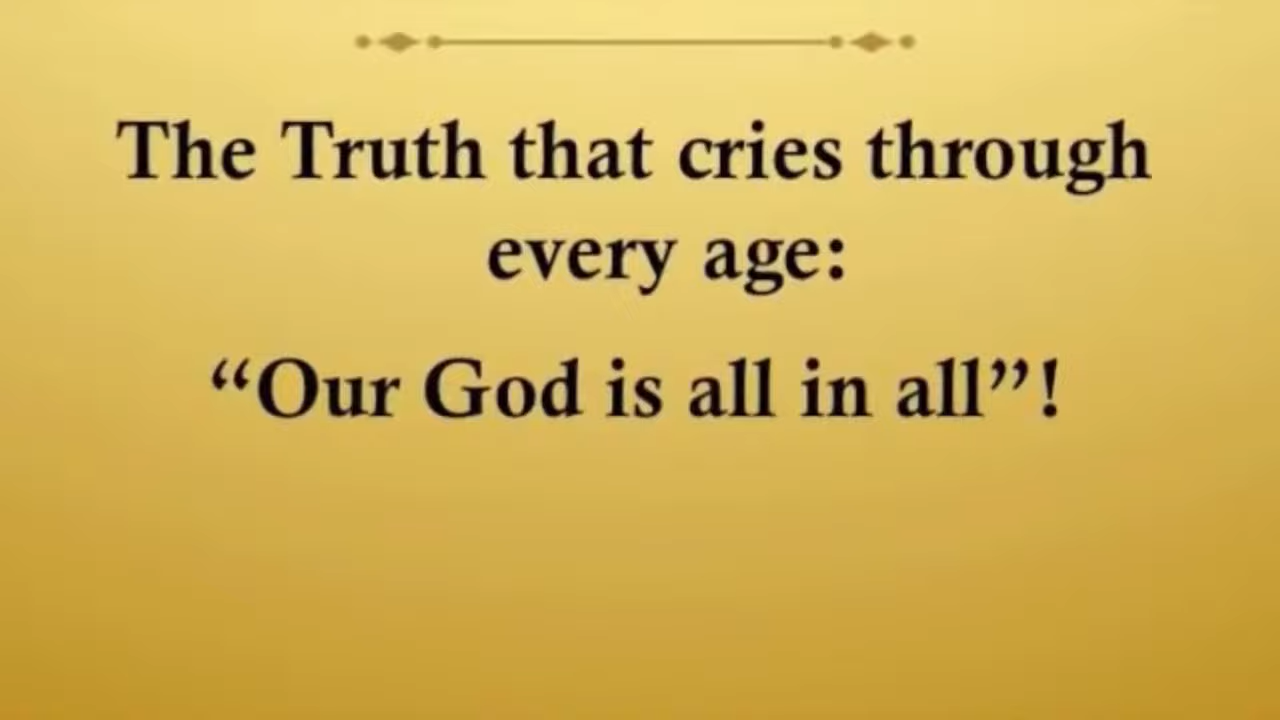 The Truth that cries through
every age:
“Our God is all in all”!